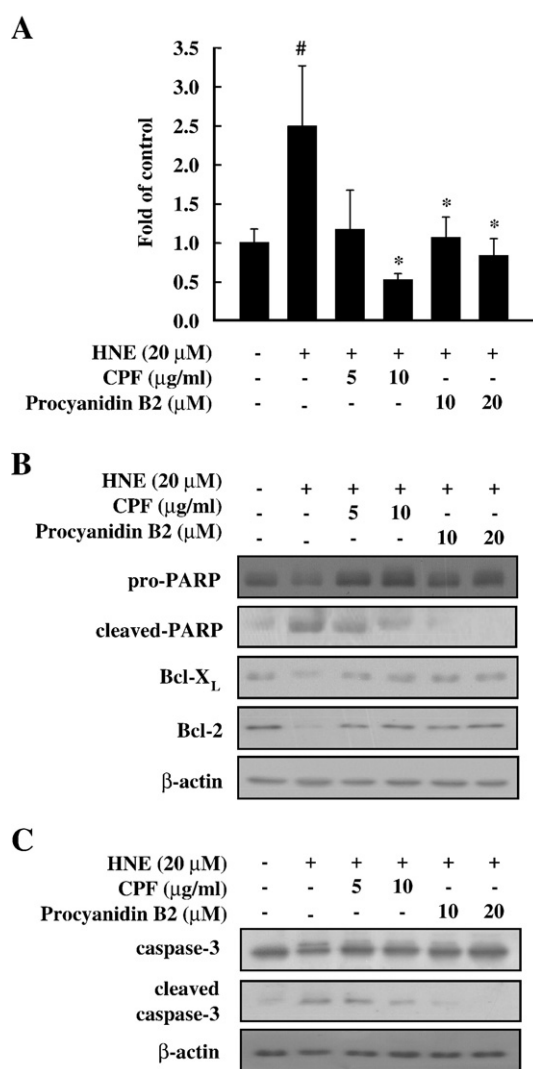 A
3.5
3.0
2.5
2.0
1.5
1.0
0.5
0.0
Fold of control
#
*
*
*
HNE (20 μM) - + + + + +
CPF (μg/ml) - - 5 10 - -
Procyanidin B2 (μM) - - - - 10 20
B
HNE (20 μM) - + + + + +
CPF (μg/ml) - - 5 10 - -
Procyanidin B2 (μM) - - - - 10 20
pro-PARP
cleaved-PARP
Bcl-XL
Bcl-2
β-actin
C
HNE (20 μM) - + + + + +
CPF (μg/ml) - - 5 10 - -
Procyanidin B2 (μM) - - - - 10 20
caspase-3
cleaved
caspase-3
β-actin